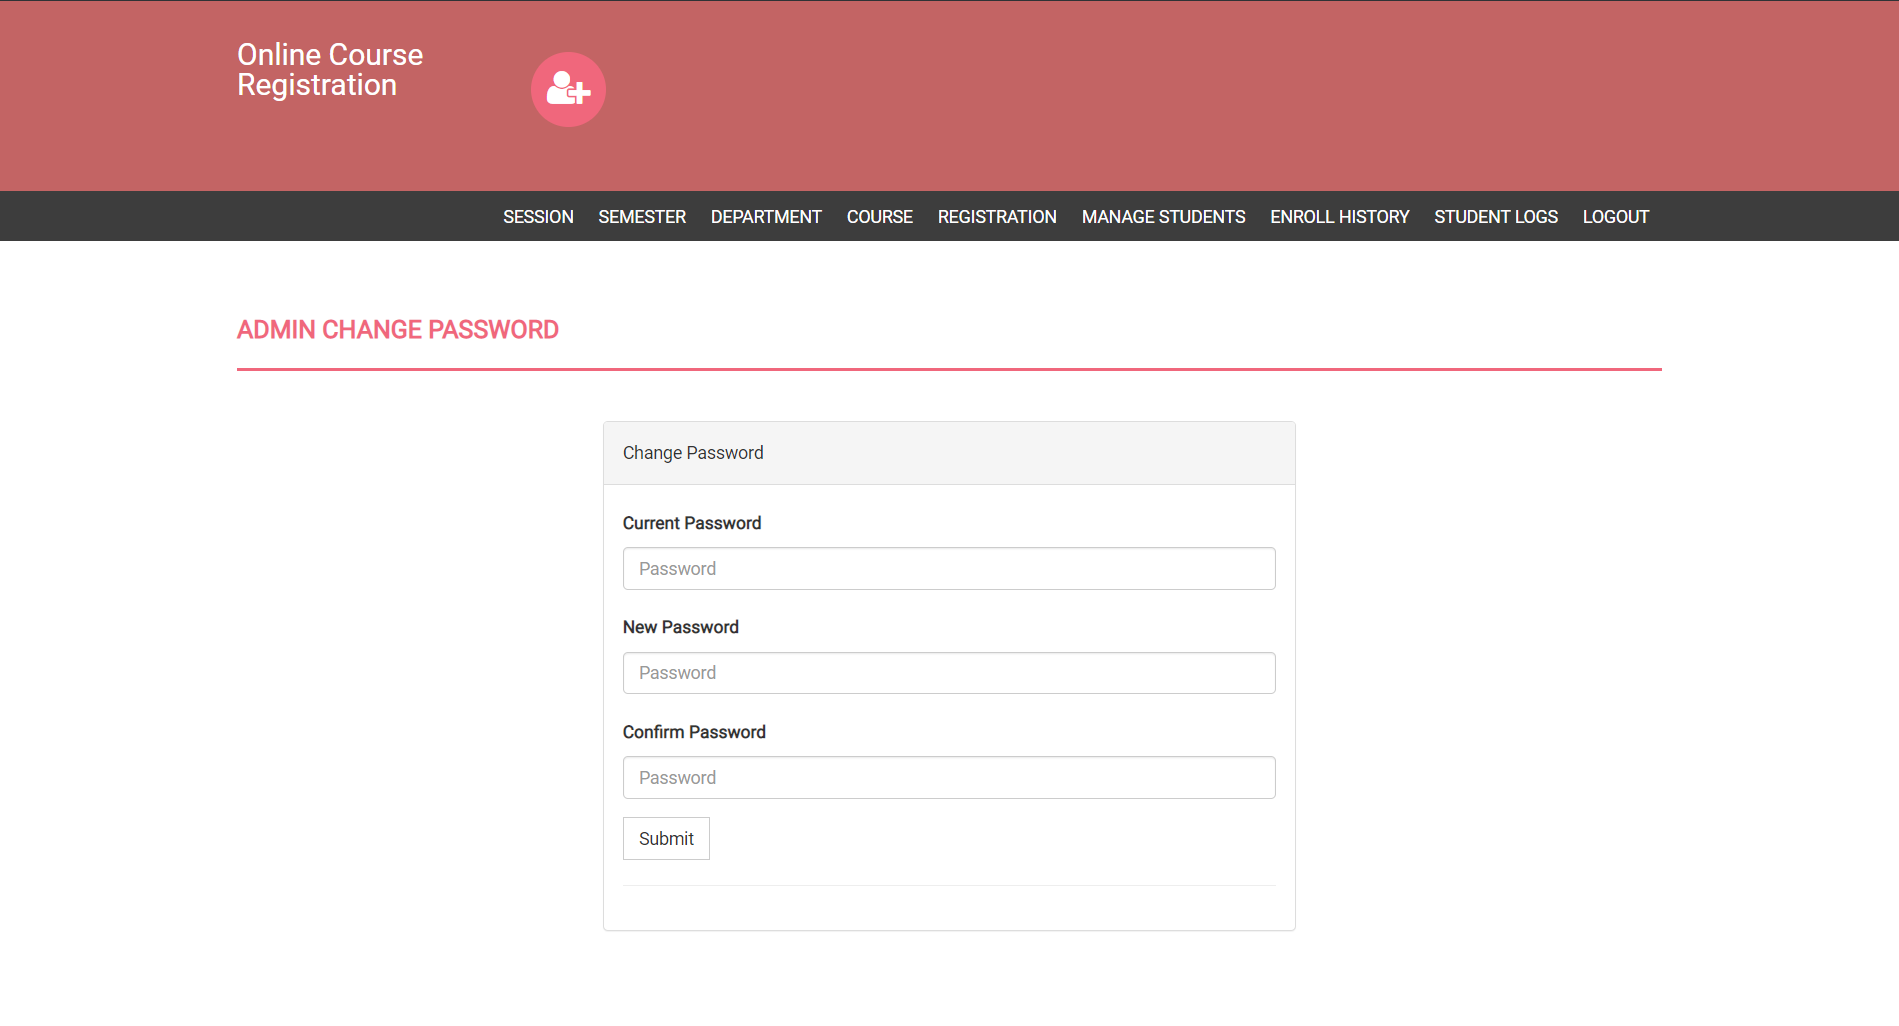 Online Course
Registration
SESSION SEMESTER DEPARTMENT COURSE REGISTRATION MANAGE STUDENTS ENROLL HISTORY STUDENT LOGS LOGOUT
ADMIN CHANGE PASSWORD
Change Password
Current Password
Password
New Password
Password
Confirm Password
Password
Submit